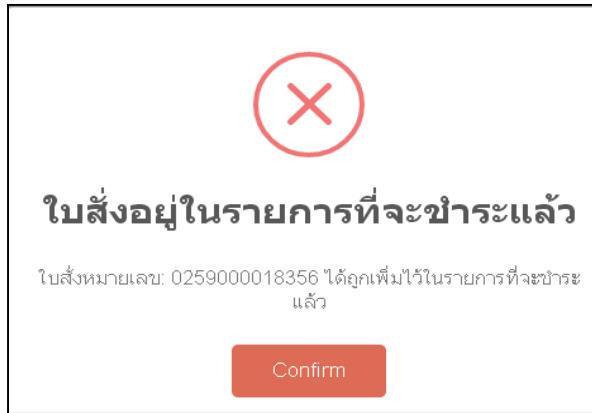 ใบสั่งอยู่ในรายการที่จะชำระแล้ว
ใบสั่งหมายเลข: 0259000018356 ได้ถูกเพิ่มไว้ในรายการที่จะชำระ
แล้ว
Confirm